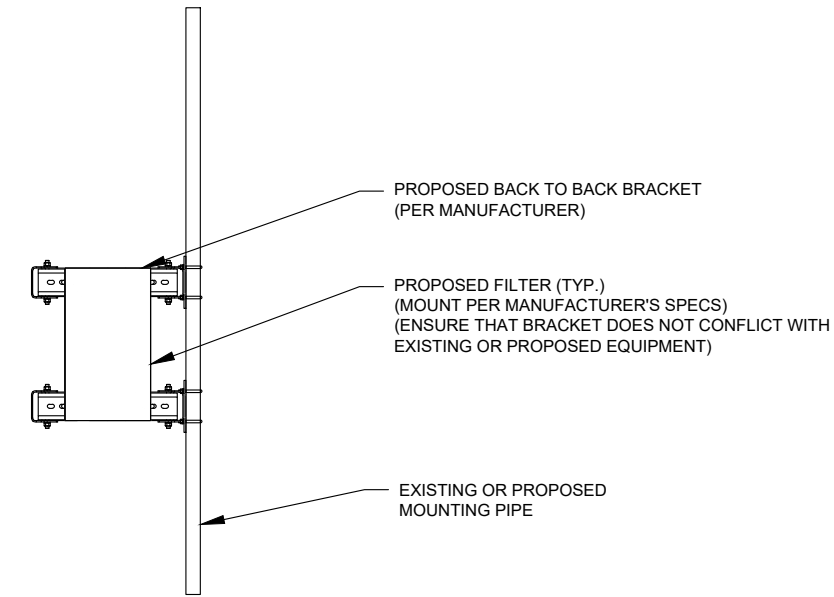 PROPOSED BACK TO BACK BRACKET
(PER MANUFACTURER)
PROPOSED FILTER (TYP.)
(MOUNT PER MANUFACTURER'S SPECS)
(ENSURE THAT BRACKET DOES NOT CONFLICT WITH
EXISTING OR PROPOSED EQUIPMENT)
EXISTING OR PROPOSED
MOUNTING PIPE